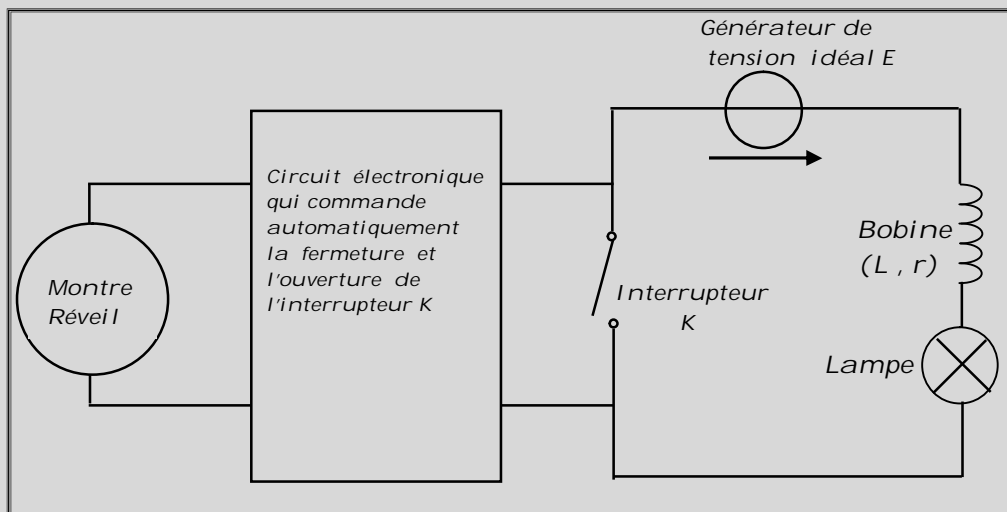 Générateur de
tension idéal E
Circuit électronique
qui commande
automatiquement
la fermeture et
l'ouverture de
l'interrupteur K
Montre
Réveil
Interrupteur
K
Bobine
(L , r)
Lampe